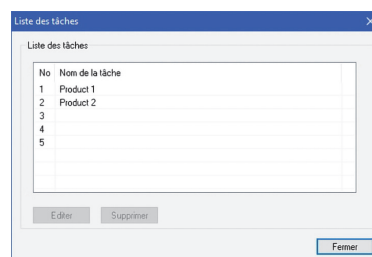 Liste des tâches
Liste des tâches
No Nom de la tâche
1 Product 1
2 Product 2
3
4
5
Editer Supprimer
Fermer